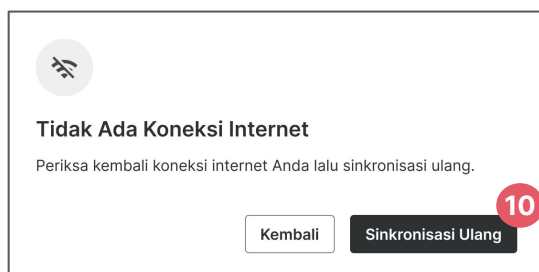 Tidak Ada Koneksi Internet
Periksa kembali koneksi internet Anda lalu sinkronisasi ulang.
10
Kembali
Sinkronisasi Ulang